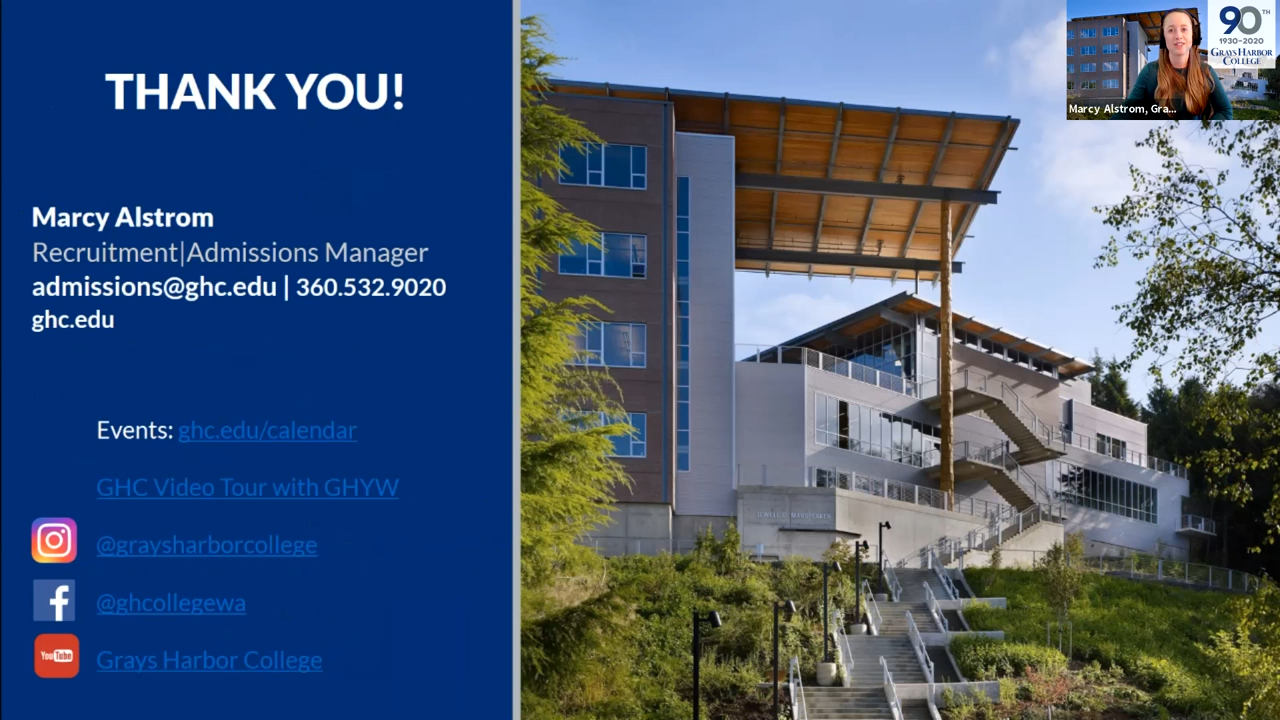 THANK YOU!
Marcy Alstrom
Recruitment|Admissions Manager
admissions@ghc.edu | 360.532.9020
ghc.edu
Events: ghc.edu/calendar
GHC Video Tour with GHYW
@graysharborcollege
@ghcollegewa
YouTube
Grays Harbor College
90TH
1930-2020
GRAYS HARBOR
COLLEGE
Marcy Alstrom, Gra...